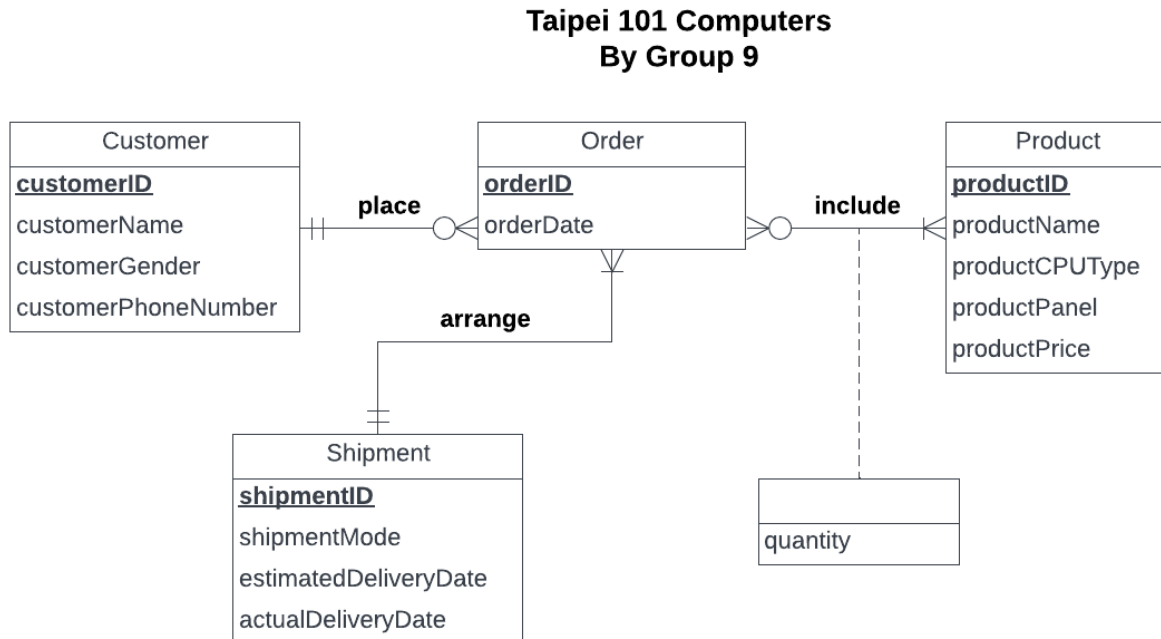 Taipei 101 Computers
By Group 9
Customer
customerID
customerName
customerGender
customerPhoneNumber
place
Order
orderID
orderDate
include
Product
productID
productName
productCPUType
productPanel
productPrice
arrange
Shipment
shipmentID
shipmentMode
estimatedDeliveryDate
actualDeliveryDate
quantity